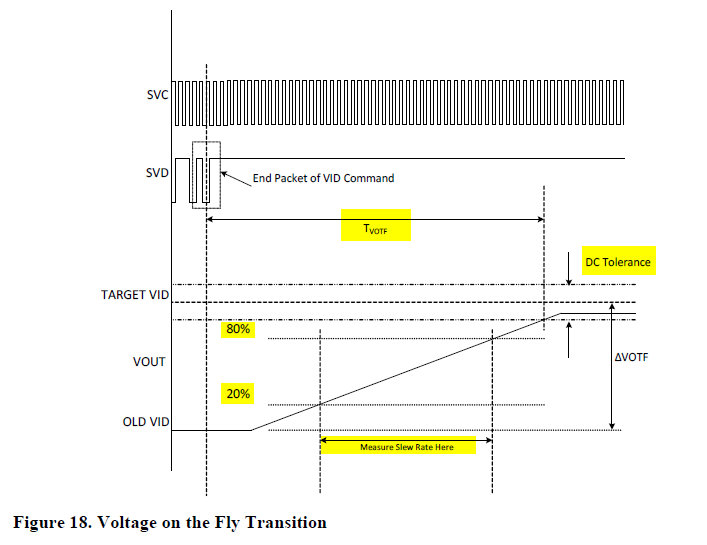 SVC
SVD
End Packet of VID Command
TVOTF
DC Tolerance
TARGET VID
80%
VOUT
ΔVOTF
20%
OLD VID
Measure Slew Rate Here
Figure 18. Voltage on the Fly Transition